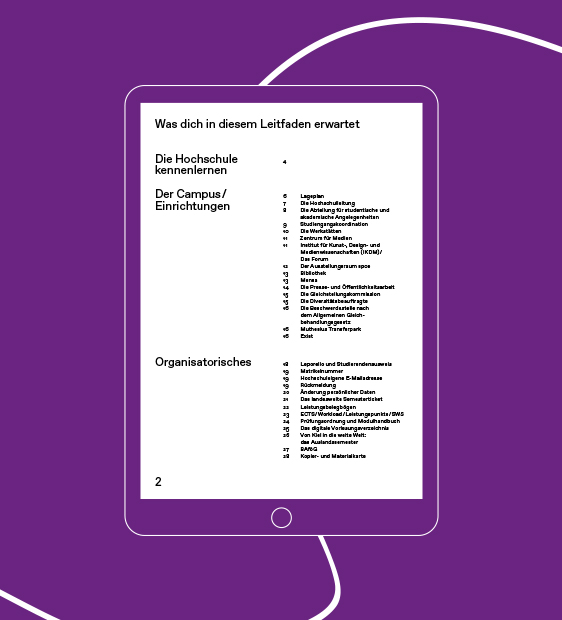 Was dich in diesem Leitfaden erwartet
Die Hochschule
kennenlernen
4
Der Campus/
Einrichtungen
6 Lageplan
7 Die Hochschulleitung
8 Die Abteilung für studentische und
akademische Angelegenheiten
9 Studiengangskoordination
10 Die Werkstätten
11 Zentrum für Medien
11 Institut für Kunst-, Design- und
Medienwissenschaften (IKDM)/
Das Forum
12 Der Ausstellungsraum spce
13 Bibliothek
13 Mensa
14 Die Presse- und Öffentlichkeitsarbeit
15 Die Gleichstellungskommission
15 Die Diversitätsbeauftragte
16 Die Beschwerdestelle nach
dem Allgemeinen Gleich-
behandlungsgesetz
16 Muthesius Transferpark
16 Exist
Organisatorisches
18 Leporello und Studierendenausweis
19 Matrikelnummer
19 Hochschuleigene E-Mailadresse
19 Rückmeldung
20 Änderung persönlicher Daten
21 Das landesweite Semesterticket
22 Leistungsbelegbögen
23 ECTS/Workload/Leistungspunkte/SWS
24 Prüfungsordnung und Modulhandbuch
25 Das digitale Vorlesungsverzeichnis
26 Von Kiel in die weite Welt:
das Auslandssemester
27 BAföG
28 Kopier- und Materialkarte
2